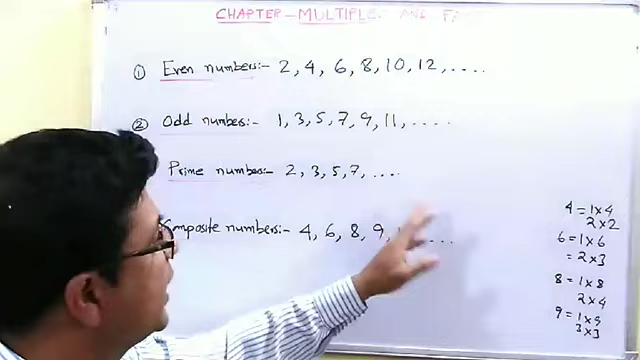 CHAPTER-MULTIPLE AND
① Even numbers:- 2, 4, 6, 8, 10, 12, ....
② Odd numbers:- 1, 3, 5, 7, 9, 11, ....
Prime number:- 2, 3, 5, 7, ....
Composite numbers:- 4, 6, 8, 9,
4 = 1×4
2×2
6 = 1×6
= 2×3
8 = 1×8
2×4
9 = 1×9
3×3